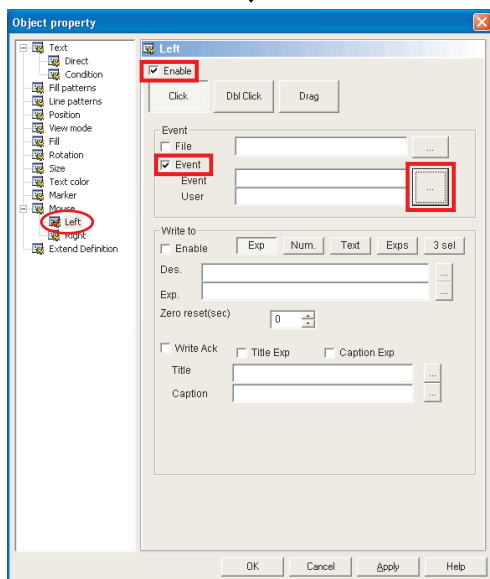 Object property
Text
Direct
Condition
Fill patterns
Line patterns
Position
View mode
Fill
Rotation
Size
Text color
Marker
Mouse
Left
Right
Extend Definition
Left
Enable
Click Dbl Click Drag
Event
File ...
Event
Event ...
User
Write to
Enable Exp Num. Text Exps 3 sel
Des. ...
Exp. ...
Zero reset(sec) 0
Write Ack Title Exp Caption Exp
Title ...
Caption ...
OK Cancel Apply Help